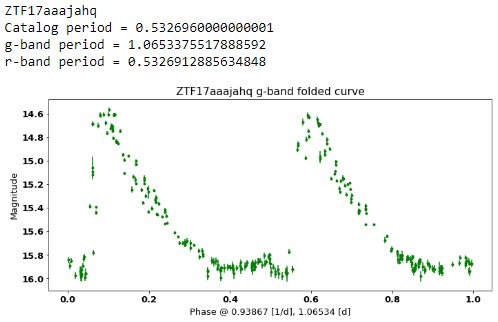 ZTF17aaajahq
Catalog period = 0.5326960000000001
g-band period = 1.0653375517888592
r-band period = 0.5326912885634848
ZTF17aaajahq g-band folded curve
Magnitude
14.6
14.8
15.0
15.2
15.4
15.6
15.8
16.0
0.0 0.2 0.4 0.6 0.8 1.0
Phase @ 0.93867 [1/d], 1.06534 [d]